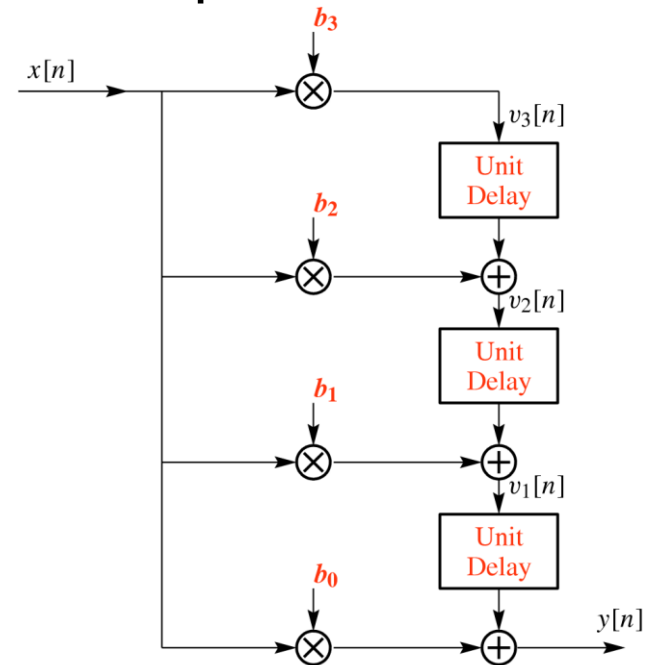 b₃
x[n]
v₃[n]
Unit
Delay
b₂
v₂[n]
Unit
Delay
b₁
v₁[n]
Unit
Delay
b₀
y[n]